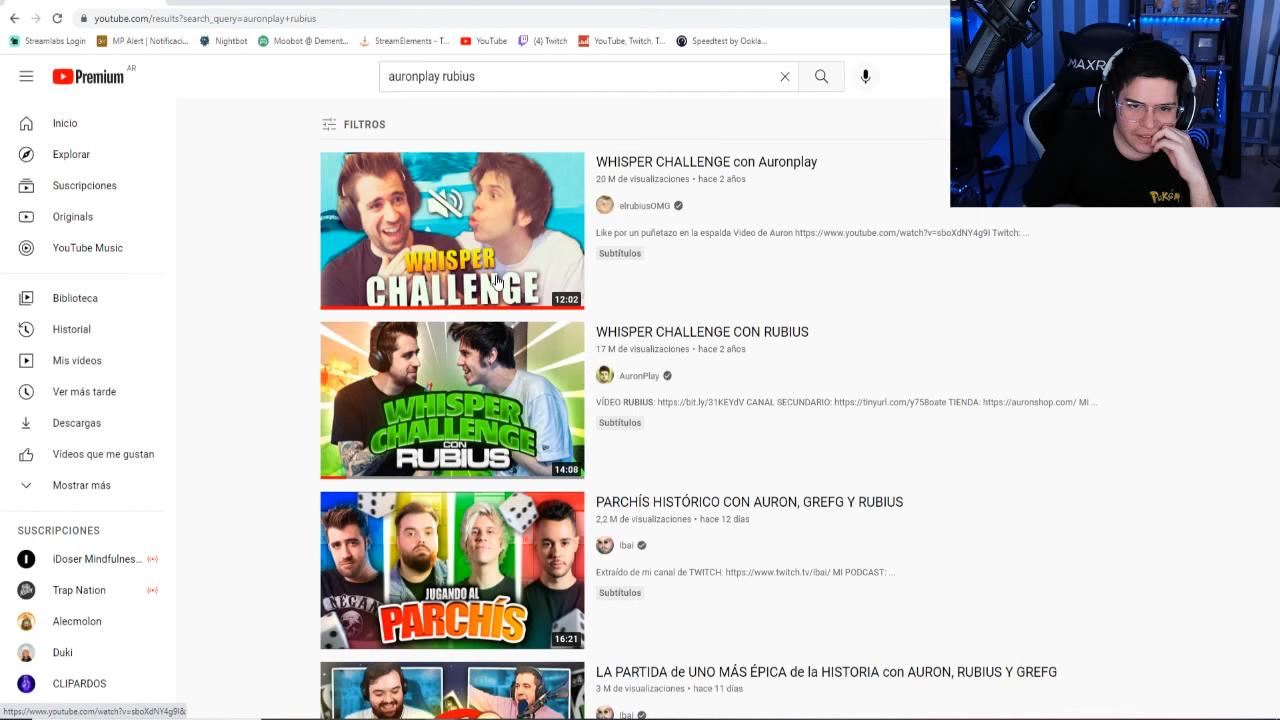 youtube.com/results?search_query=auronplay+rubius
Streamlabs Login
MP Alert | Notificaci...
Nightbot
Moobot @ Dement...
StreamElements - T...
YouTube
(4) Twitch
YouTube, Twitch, T...
Speedtest by Ookla...
Premium AR
auronplay rubius
MAXR
POKéM
Inicio
Explorar
Suscripciones
Originals
YouTube Music
Biblioteca
Historial
Mis videos
Ver más tarde
Descargas
Vídeos que me gustan
Mostrar más
SUSCRIPCIONES
iDoser Mindfulnes...
Trap Nation
Alecmolon
Duki
CLIPARDOS
https://www.youtube.com/watch?v=sboXdNY4g9I&
FILTROS
WHISPER
CHALLENGE
12:02
WHISPER CHALLENGE con Auronplay
20 M de visualizaciones • hace 2 años
elrubiusOMG
Like por un puñetazo en la espalda Video de Auron https://www.youtube.com/watch?v=sboXdNY4g9I Twitch: ...
Subtítulos
WHISPER
CHALLENGE
CON
RUBIUS
14:08
WHISPER CHALLENGE CON RUBIUS
17 M de visualizaciones • hace 2 años
AuronPlay
VÍDEO RUBIUS: https://bit.ly/31KEYdV CANAL SECUNDARIO: https://tinyurl.com/y758oate TIENDA: https://auronshop.com/ Mi ...
Subtítulos
NEGAN
JUGANDO AL
PARCHÍS
16:21
PARCHÍS HISTÓRICO CON AURON, GREFG Y RUBIUS
2,2 M de visualizaciones • hace 12 días
Ibai
Extraído de mi canal de TWITCH: https://www.twitch.tv/ibai/ MI PODCAST: ...
Subtítulos
LA PARTIDA de UNO MÁS ÉPICA de la HISTORIA con AURON, RUBIUS Y GREFG
3 M de visualizaciones • hace 11 días
Ibai